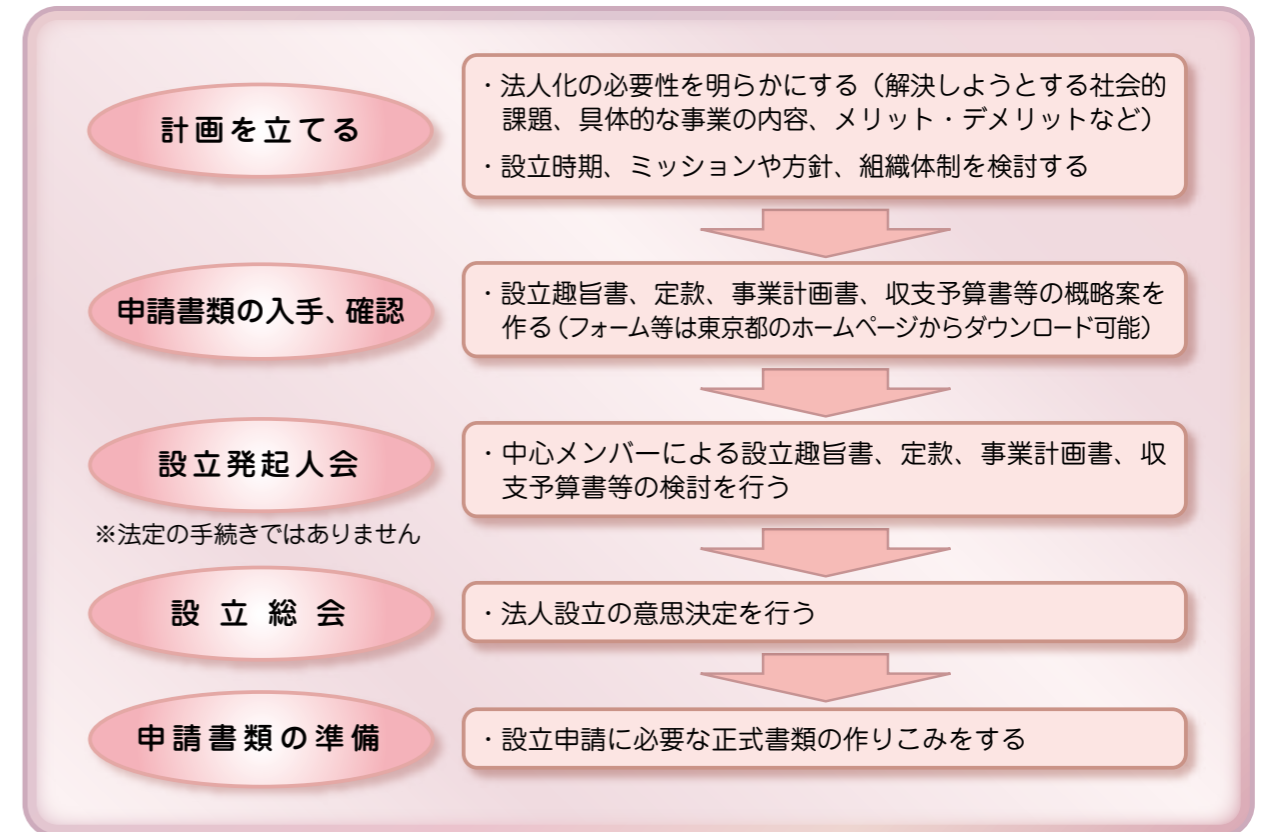 計画を立てる
・法人化の必要性を明らかにする（解決しようとする社会的
課題、具体的な事業の内容、メリット・デメリットなど）
・設立時期、ミッションや方針、組織体制を検討する
申請書類の入手、確認
・設立趣旨書、定款、事業計画書、収支予算書等の概略案を
作る（フォーム等は東京都のホームページからダウンロード可能）
設立発起人会
※法定の手続きではありません
・中心メンバーによる設立趣旨書、定款、事業計画書、収
支予算書等の検討を行う
設立総会
・法人設立の意思決定を行う
申請書類の準備
・設立申請に必要な正式書類の作りこみをする